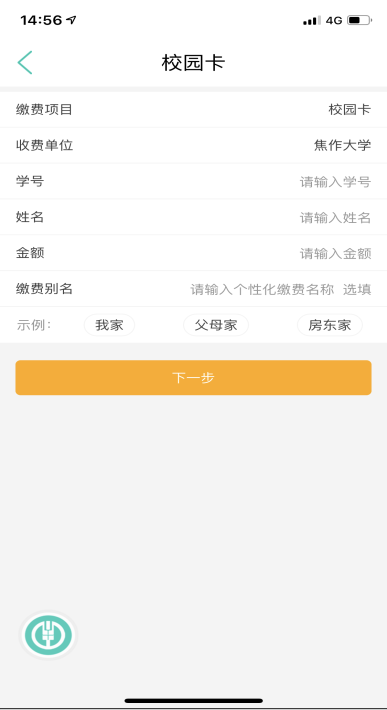 14:56 4G
校园卡
缴费项目 校园卡
收费单位 焦作大学
学号 请输入学号
姓名 请输入姓名
金额 请输入金额
缴费别名 请输入个性化缴费名称 选填
示例: 我家 父母家 房东家
下一步